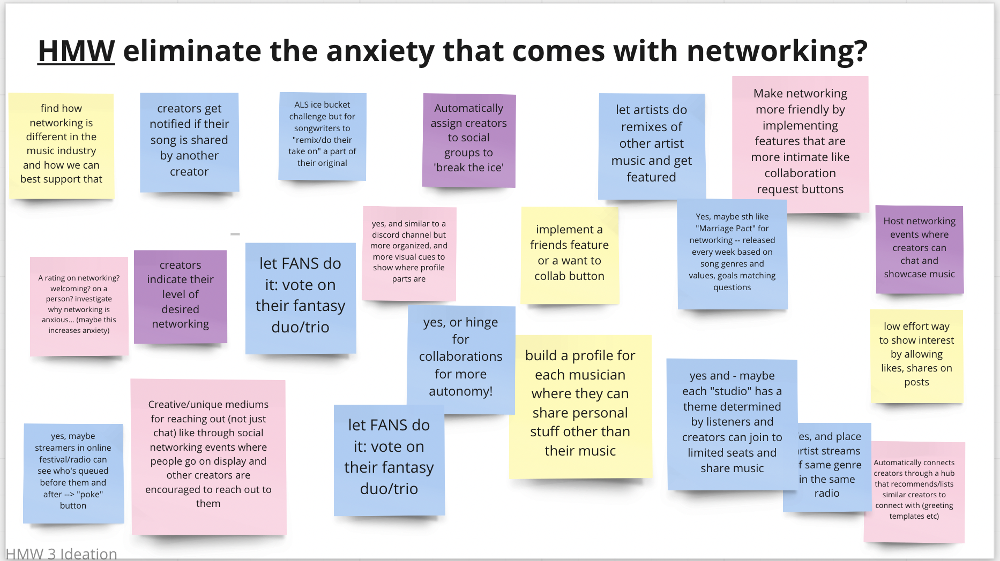 HMW eliminate the anxiety that comes with networking?
find how
networking is
different in the
music industry
and how we can
best support that
creators get
notified if their
song is shared
by another
creator
ALS ice bucket
challenge but for
songwriters to
"remix/do their
take on" a part of
their original
Automatically
assign creators
to social
groups to
'break the ice'
let artists do
remixes of
other artist
music and get
featured
Make networking
more friendly by
implementing
features that are
more intimate like
collaboration
request buttons
yes, and similar to a
discord channel but
more organized, and
more visual cues to
show where profile
parts are
implement a
friends feature
or a want to
collab button
Yes, maybe sth like
"Marriage Pact" for
networking -- released
every week based on
song genres and
values, goals matching
questions
Host networking
events where
creators can
chat and
showcase music
A rating on networking?
welcoming? on a
person? investigate
why networking is
anxious... (maybe this
increases anxiety)
creators
indicate their
level of
desired
networking
let FANS do
it: vote on
their fantasy
duo/trio
yes, or hinge
for
collaborations
for more
autonomy!
build a profile for
each musician
where they can
share personal
stuff other than
their music
low effort way
to show interest
by allowing
likes, shares on
posts
yes and - maybe
each "studio" has a
theme determined
by listeners and
creators can join to
limited seats and
share music
yes, maybe
streamers in online
festival/radio can
see who's queued
before them and
after --> "poke"
button
Creative/unique mediums
for reaching out (not just
chat) like through social
networking events where
people go on display and
other creators are
encouraged to reach out to
them
let FANS do
it: vote on
their fantasy
duo/trio
es, and place
rtist streams
f same genre
in the same
radio
Automatically connects
creators through a hub
that recommends/lists
similar creators to
connect with (greeting
templates etc)
HMW 3 Ideation